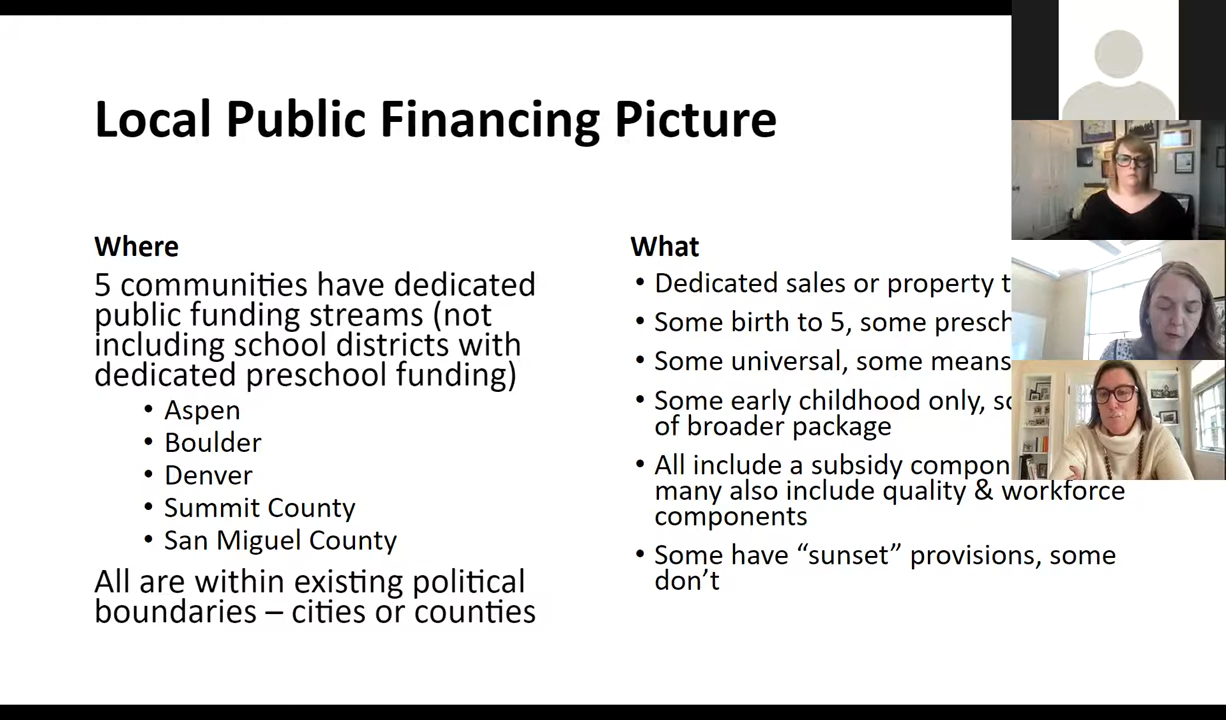 Local Public Financing Picture
Where
5 communities have dedicated
public funding streams (not
including school districts with
dedicated preschool funding)
• Aspen
• Boulder
• Denver
• Summit County
• San Miguel County
All are within existing political
boundaries – cities or counties
What
• Dedicated sales or property
• Some birth to 5, some
• Some universal, some means
• Some early childhood only,
of broader package
• All include a subsidy
many also include quality & workforce
components
• Some have “sunset” provisions, some
don’t